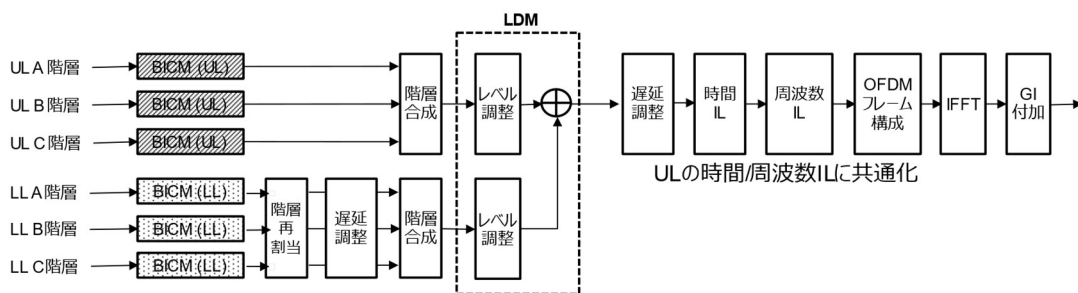 LDM
UL A 階層
BICM (UL)
UL B 階層
BICM (UL)
UL C 階層
BICM (UL)
階層
合成
レベル
調整
遅延
調整
時間
IL
周波数
IL
OFDM
フレーム
構成
IFFT
GI
付加
ULの時間/周波数ILに共通化
LL A 階層
BICM (LL)
LL B 階層
BICM (LL)
LL C 階層
BICM (LL)
階層
再
割当
遅延
調整
階層
合成
レベル
調整